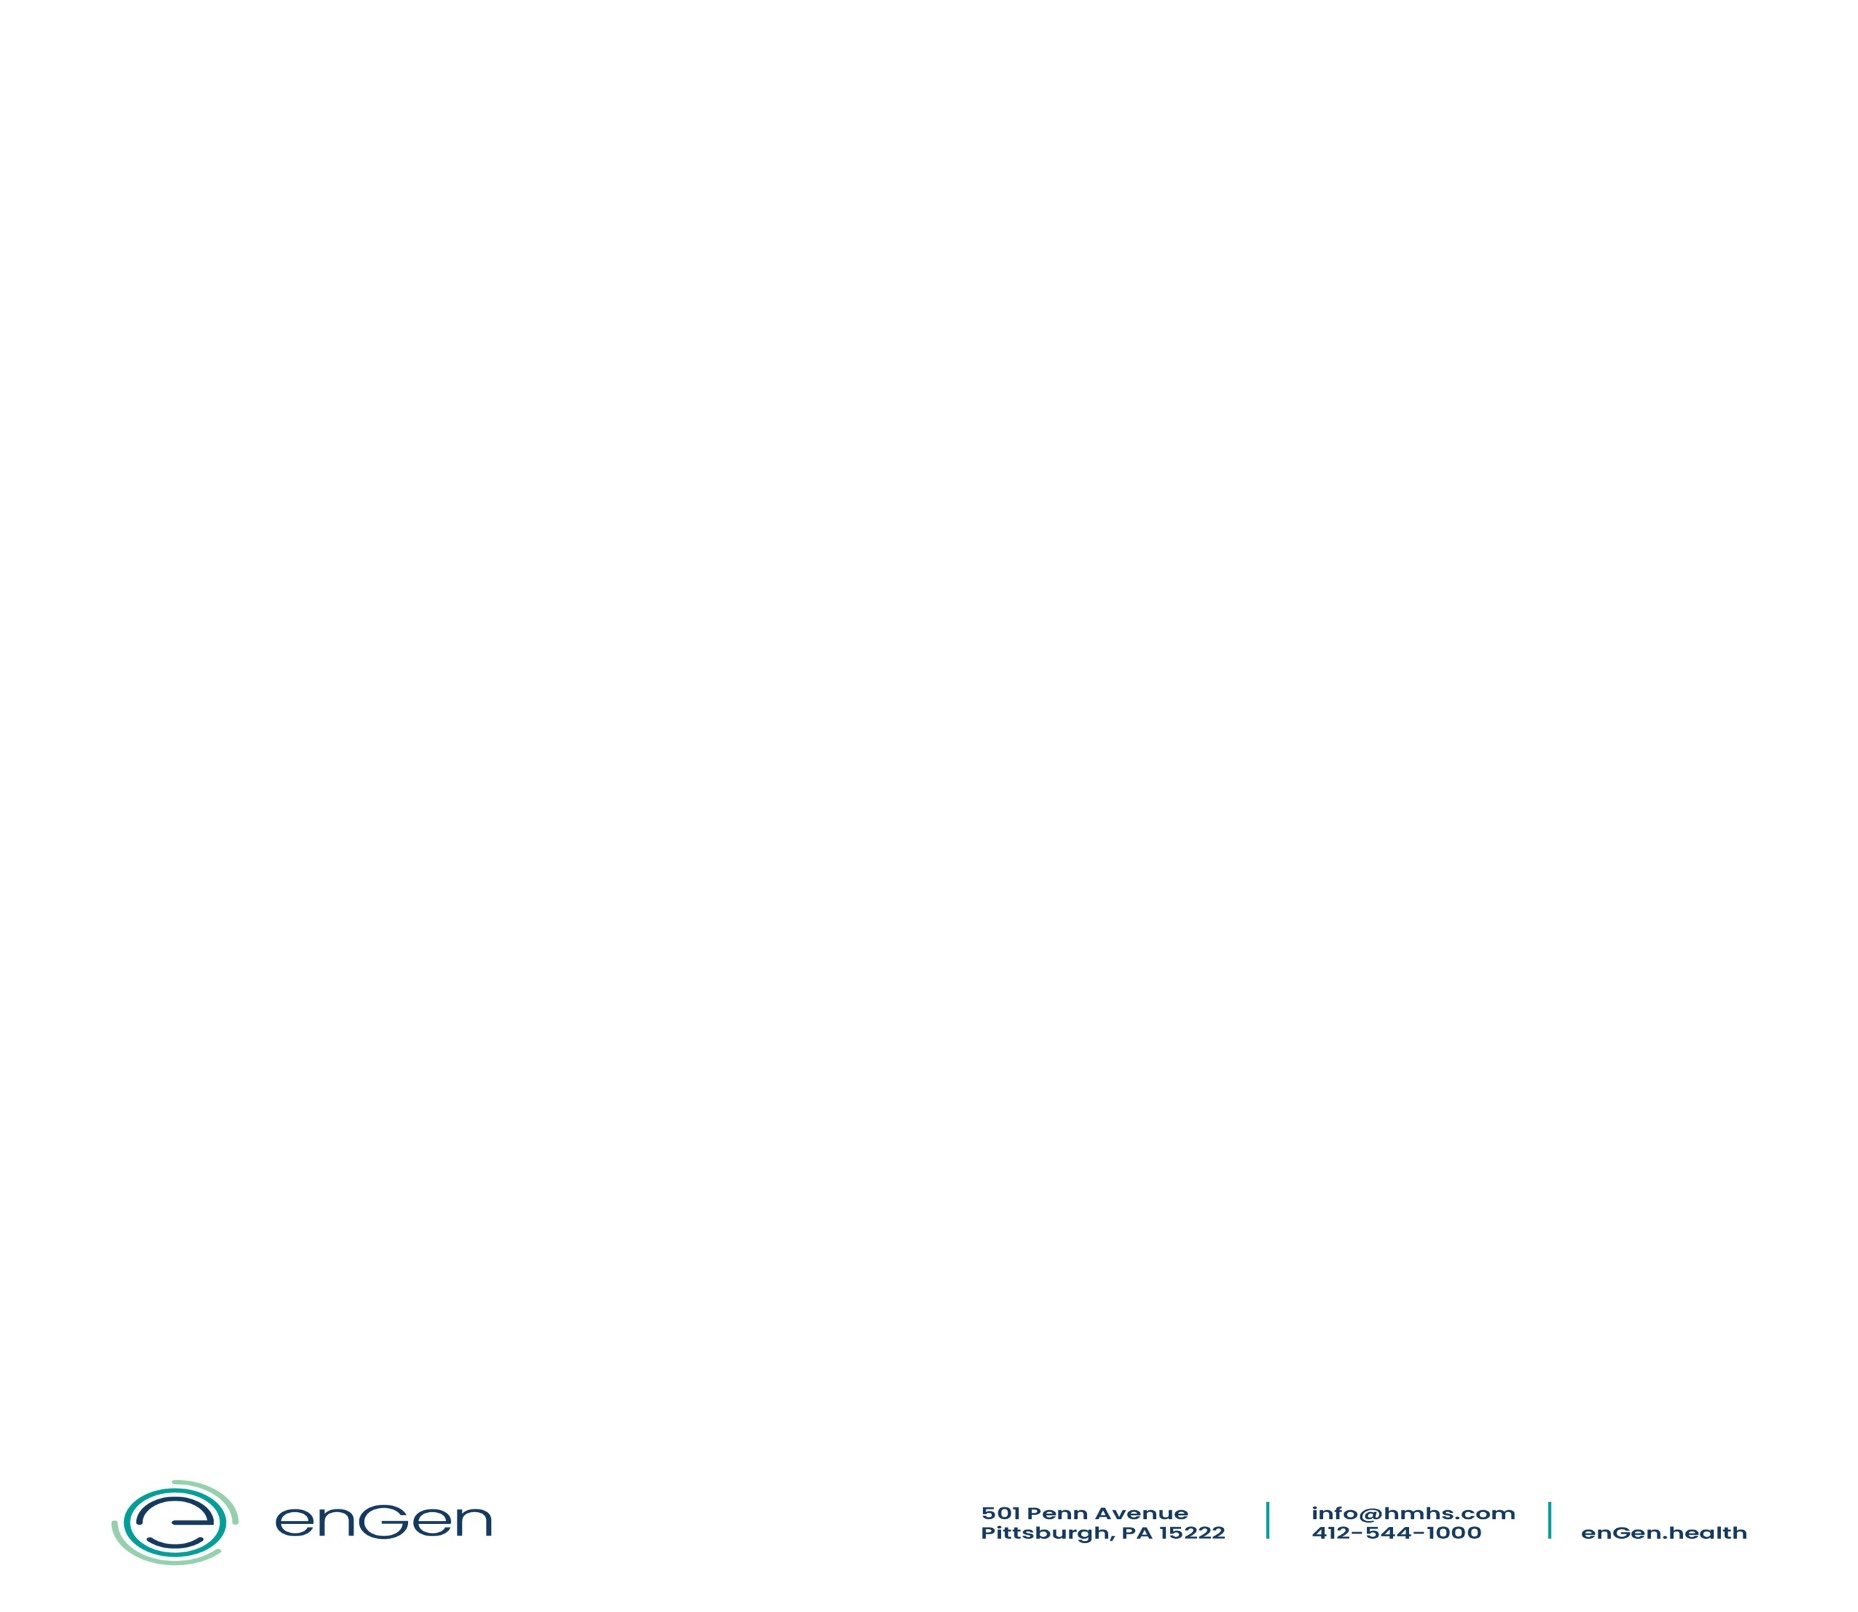 enGen
501 Penn Avenue
Pittsburgh, PA 15222
info@hmhs.com
412-544-1000
enGen.health